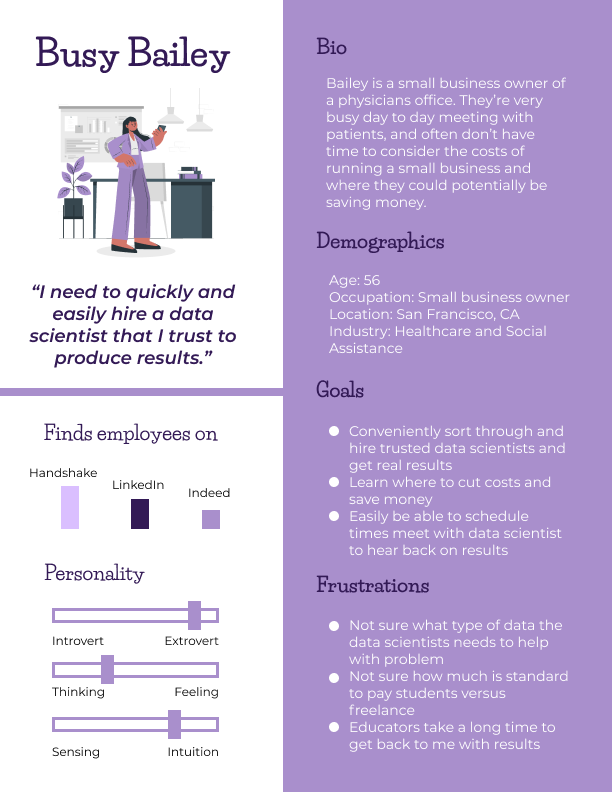 Busy Bailey
“I need to quickly and
easily hire a data
scientist that I trust to
produce results.”
Finds employees on
Handshake
LinkedIn
Indeed
Personality
Introvert Extrovert
Thinking Feeling
Sensing Intuition
Bio
Bailey is a small business owner of
a physicians office. They’re very
busy day to day meeting with
patients, and often don’t have
time to consider the costs of
running a small business and
where they could potentially be
saving money.
Demographics
Age: 56
Occupation: Small business owner
Location: San Francisco, CA
Industry: Healthcare and Social
Assistance
Goals
Conveniently sort through and
hire trusted data scientists and
get real results
Learn where to cut costs and
save money
Easily be able to schedule
times meet with data scientist
to hear back on results
Frustrations
Not sure what type of data the
data scientists needs to help
with problem
Not sure how much is standard
to pay students versus
freelance
Educators take a long time to
get back to me with results